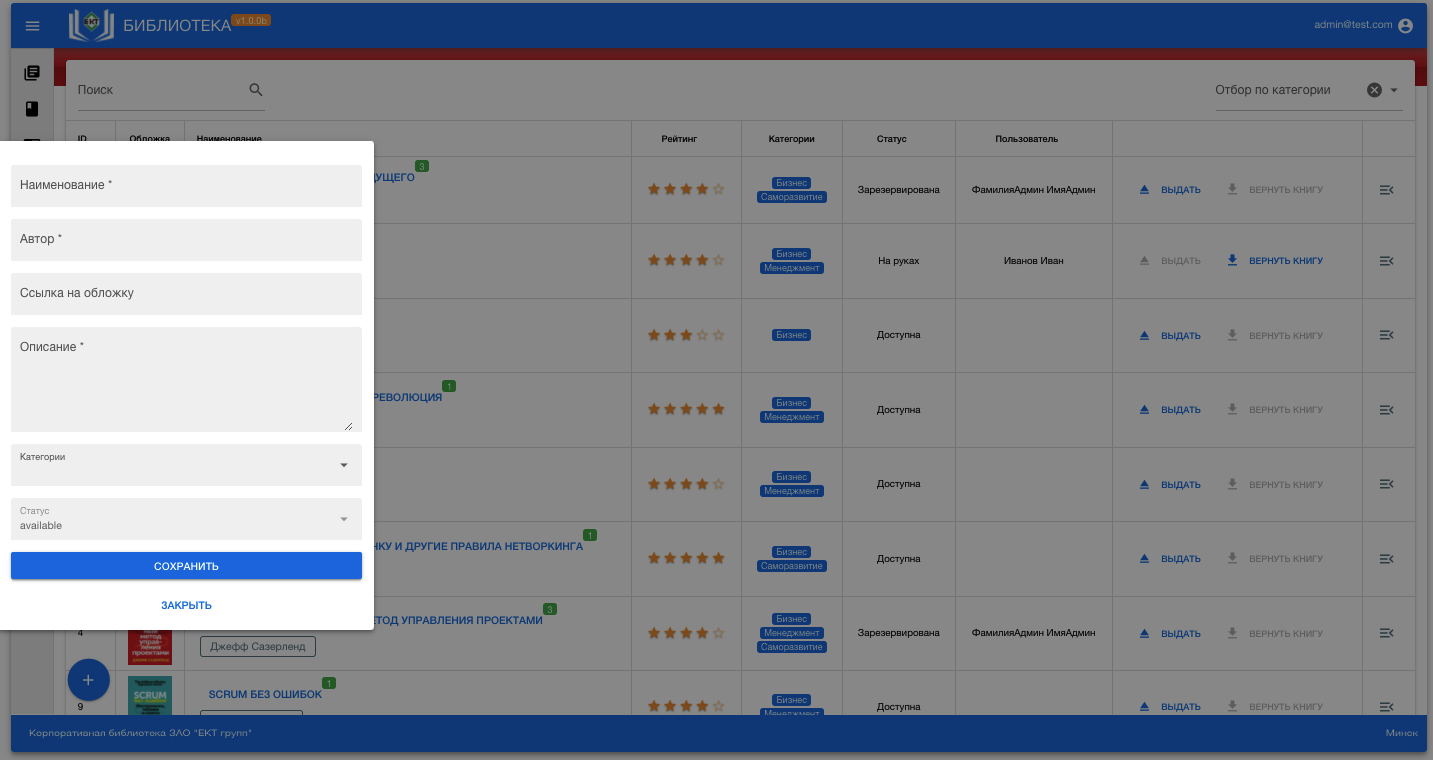 ЕКТ БИБЛИОТЕКА v1.0.0b admin@test.com
Поиск Отбор по категории
ID Обложка Наименование Рейтинг Категории Статус Пользователь
ДУЩЕГО 3
Бизнес
Саморазвитие
Зарезервирована ФамилияАдмин ИмяАдмин ВЫДАТЬ ВЕРНУТЬ КНИГУ
Бизнес
Менеджмент
На руках Иванов Иван ВЫДАТЬ ВЕРНУТЬ КНИГУ
Бизнес Доступна ВЫДАТЬ ВЕРНУТЬ КНИГУ
РЕВОЛЮЦИЯ 1
Бизнес
Менеджмент
Доступна ВЫДАТЬ ВЕРНУТЬ КНИГУ
Бизнес
Менеджмент
Доступна ВЫДАТЬ ВЕРНУТЬ КНИГУ
НКУ И ДРУГИЕ ПРАВИЛА НЕТВОРКИНГА 1
Бизнес
Саморазвитие
Доступна ВЫДАТЬ ВЕРНУТЬ КНИГУ
ЕТОД УПРАВЛЕНИЯ ПРОЕКТАМИ 3
4
метод
управ-
ления
проектами
Джефф Сазерленд
Бизнес
Менеджмент
Саморазвитие
Зарезервирована ФамилияАдмин ИмяАдмин ВЫДАТЬ ВЕРНУТЬ КНИГУ
9
SCRUM
SCRUM БЕЗ ОШИБОК 1
Бизнес
Менеджмент
Доступна ВЫДАТЬ ВЕРНУТЬ КНИГУ
Наименование *
Автор *
Ссылка на обложку
Описание *
Категории
Статус
available
СОХРАНИТЬ
ЗАКРЫТЬ
+
Корпоративная библиотека ЗАО "ЕКТ групп" Минск